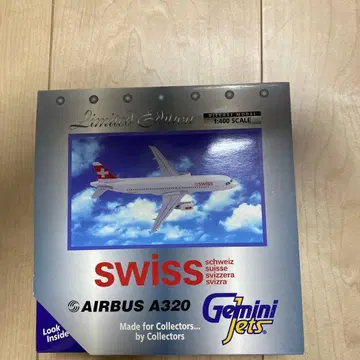 Limited Edition
DIECAST MODEL
1:400 SCALE
swiss
swiss
schweiz
suisse
svizzera
svizra
AIRBUS A320
Gemini
Jets
Look
Inside
Made for Collectors...
by Collectors